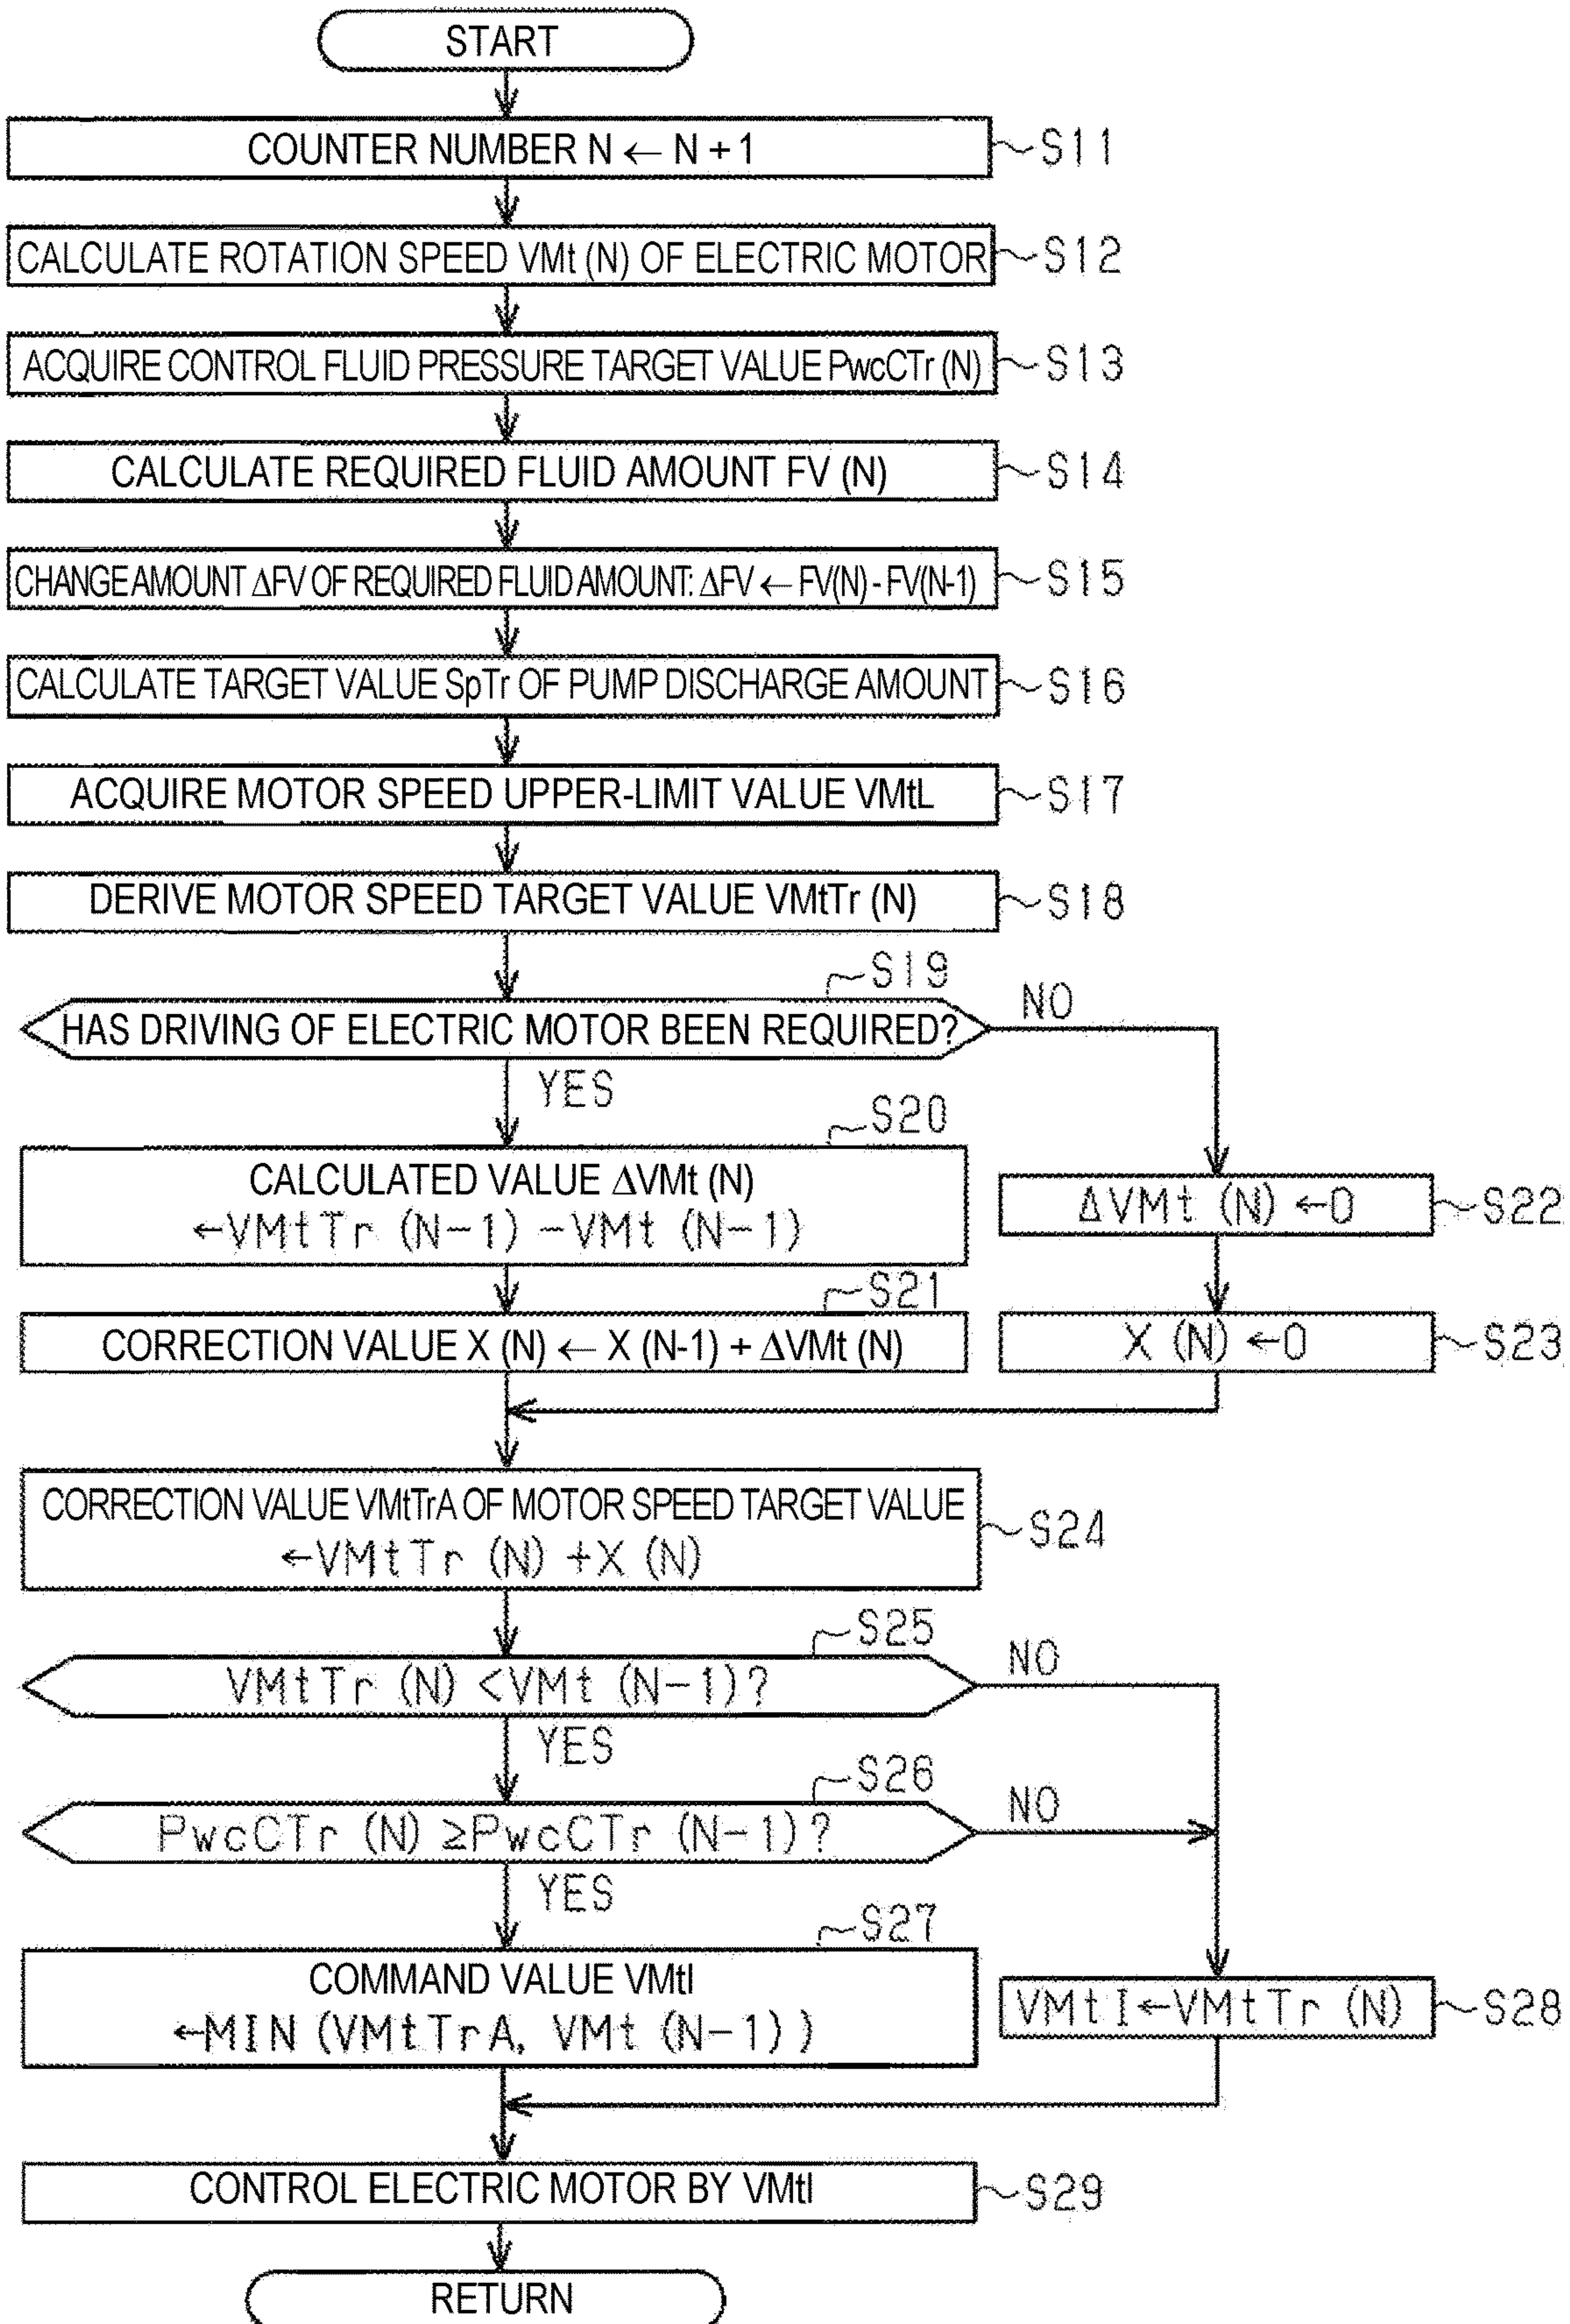 START
COUNTER NUMBER N ← N + 1
S11
CALCULATE ROTATION SPEED VMt (N) OF ELECTRIC MOTOR
S12
ACQUIRE CONTROL FLUID PRESSURE TARGET VALUE PwcCTr (N)
S13
CALCULATE REQUIRED FLUID AMOUNT FV (N)
S14
CHANGE AMOUNT ΔFV OF REQUIRED FLUID AMOUNT: ΔFV ← FV(N) - FV(N-1)
S15
CALCULATE TARGET VALUE SpTr OF PUMP DISCHARGE AMOUNT
S16
ACQUIRE MOTOR SPEED UPPER-LIMIT VALUE VMtL
S17
DERIVE MOTOR SPEED TARGET VALUE VMtTr (N)
S18
S19
HAS DRIVING OF ELECTRIC MOTOR BEEN REQUIRED?
NO
YES
S20
CALCULATED VALUE ΔVMt (N)
←VMtTr (N-1) -VMt (N-1)
ΔVMt (N) ←0
S22
S21
CORRECTION VALUE X (N) ← X (N-1) + ΔVMt (N)
X (N) ←0
S23
CORRECTION VALUE VMtTrA OF MOTOR SPEED TARGET VALUE
←VMtTr (N) +X (N)
S24
S25
VMtTr (N) <VMt (N-1)?
NO
YES
S26
PwcCTr (N) ≥PwcCTr (N-1)?
NO
YES
S27
COMMAND VALUE VMtI
←MIN (VMtTrA, VMt (N-1))
VMtI←VMtTr (N)
S28
CONTROL ELECTRIC MOTOR BY VMtI
S29
RETURN